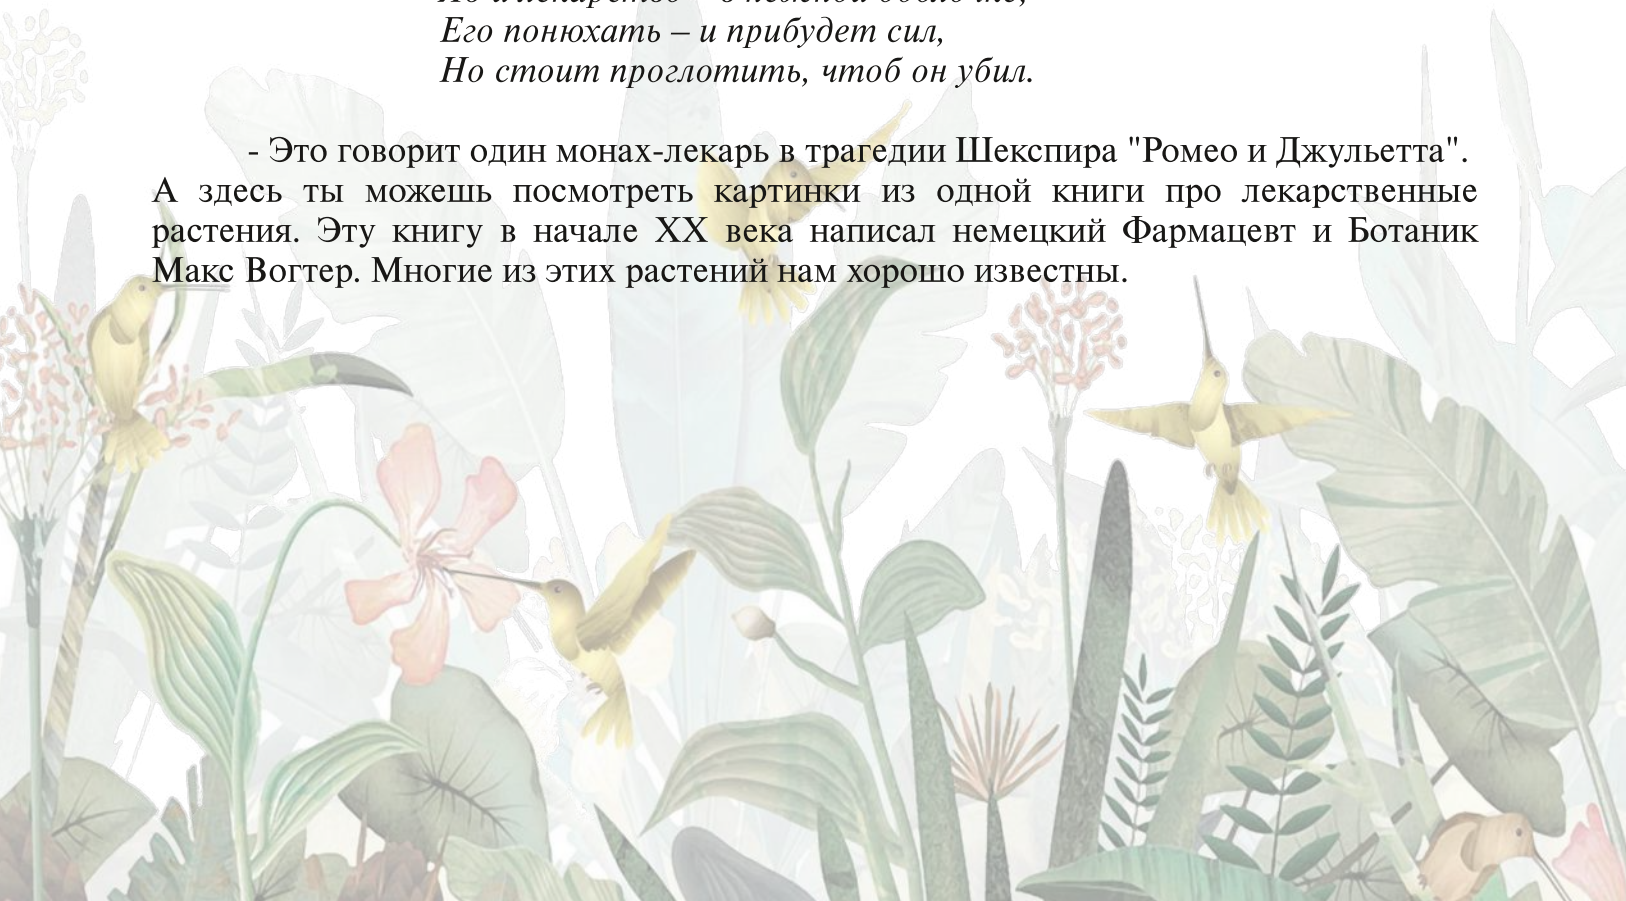 Его понюхать – и прибудет сил,
Но стоит проглотить, чтоб он убил.
- Это говорит один монах-лекарь в трагедии Шекспира "Ромео и Джульетта".
А здесь ты можешь посмотреть картинки из одной книги про лекарственные
растения. Эту книгу в начале XX века написал немецкий Фармацевт и Ботаник
Макс Вогтер. Многие из этих растений нам хорошо известны.